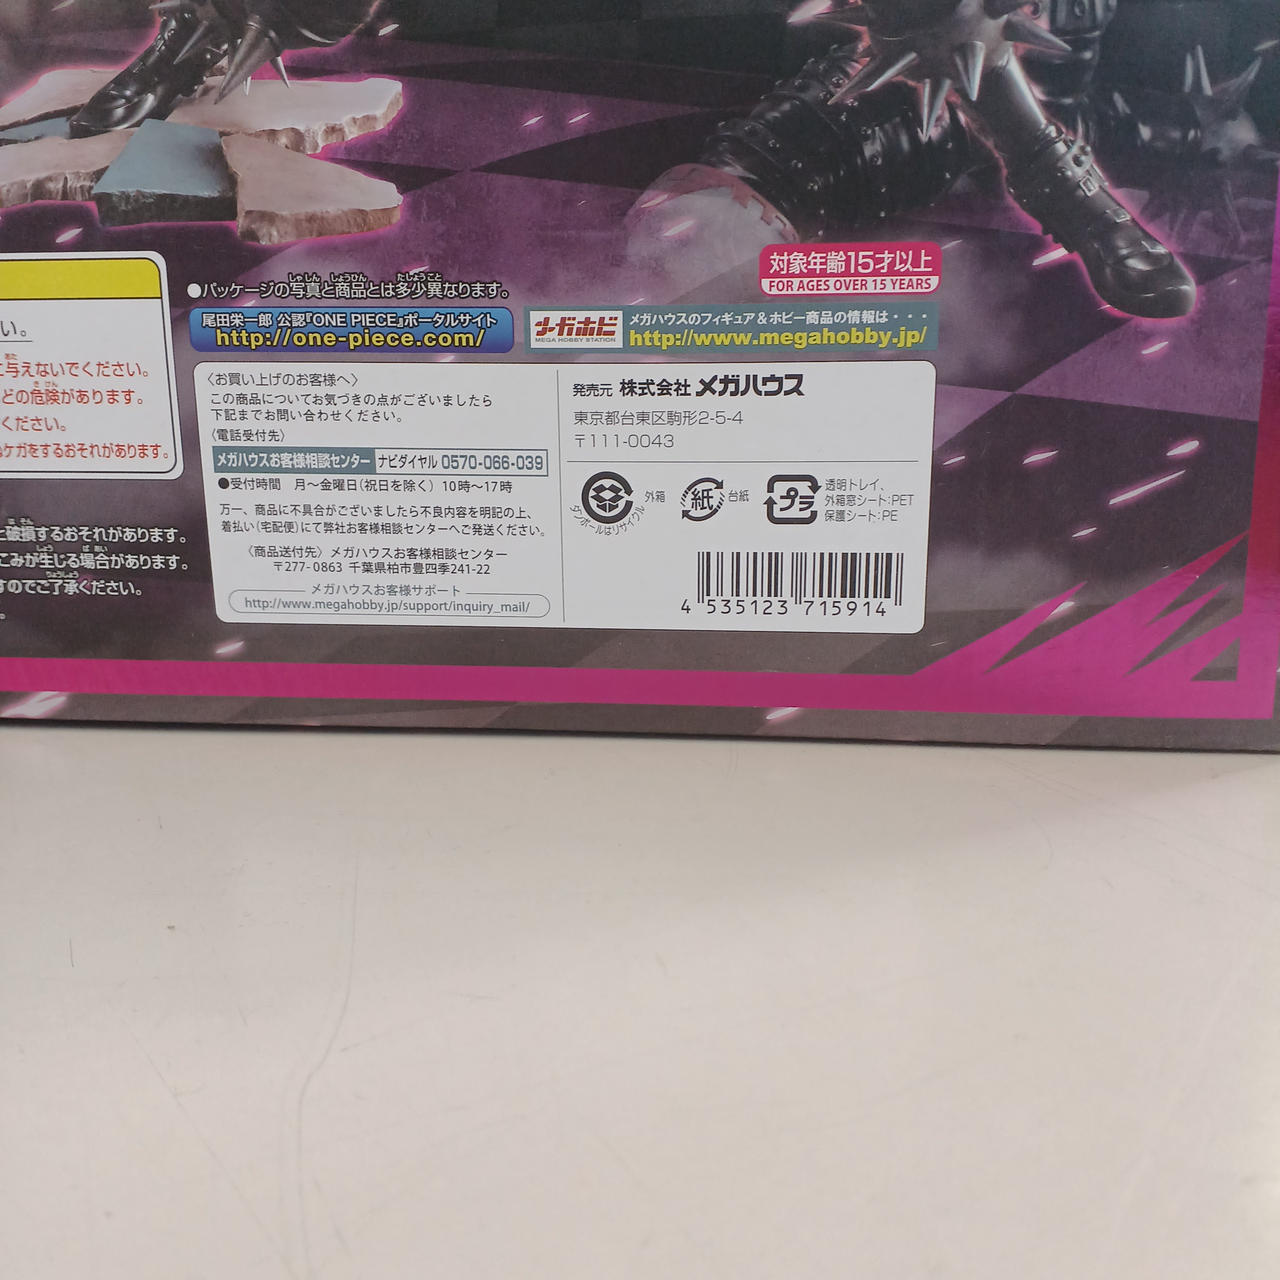 対象年齢15才以上
FOR AGES OVER 15 YEARS
●パッケージの写真と商品とは多少異なります。
尾田栄一郎 公認『ONE PIECE』ポータルサイト
http://one-piece.com/
メガホビ
MEGA HOBBY STATION
メガハウスのフィギュア&ホビー商品の情報は・・・
http://www.megahobby.jp/
い。
に与えないでください。
どの危険があります。
ください。
ケガをするおそれがあります。
と破損するおそれがあります。
こみが生じる場合があります。
すのでご了承ください。
〈お買い上げのお客様へ〉
この商品についてお気づきの点がございましたら
下記までお問い合わせください。
〈電話受付先〉
メガハウスお客様相談センター ナビダイヤル 0570-066-039
●受付時間 月〜金曜日(祝日を除く) 10時〜17時
万一、商品に不具合がございましたら不良内容を明記の上、
着払い(宅配便)にて弊社お客様相談センターへご発送ください。
〈商品送付先〉メガハウスお客様相談センター
〒277-0863 千葉県柏市豊四季241-22
メガハウスお客様サポート
http://www.megahobby.jp/support/inquiry_mail/
発売元 株式会社 メガハウス
東京都台東区駒形2-5-4
〒111-0043
ダンボールはリサイクル
外箱
紙
台紙
プラ
透明トレイ、
外箱窓シート:PET
保護シート:PE
4 535123 715914